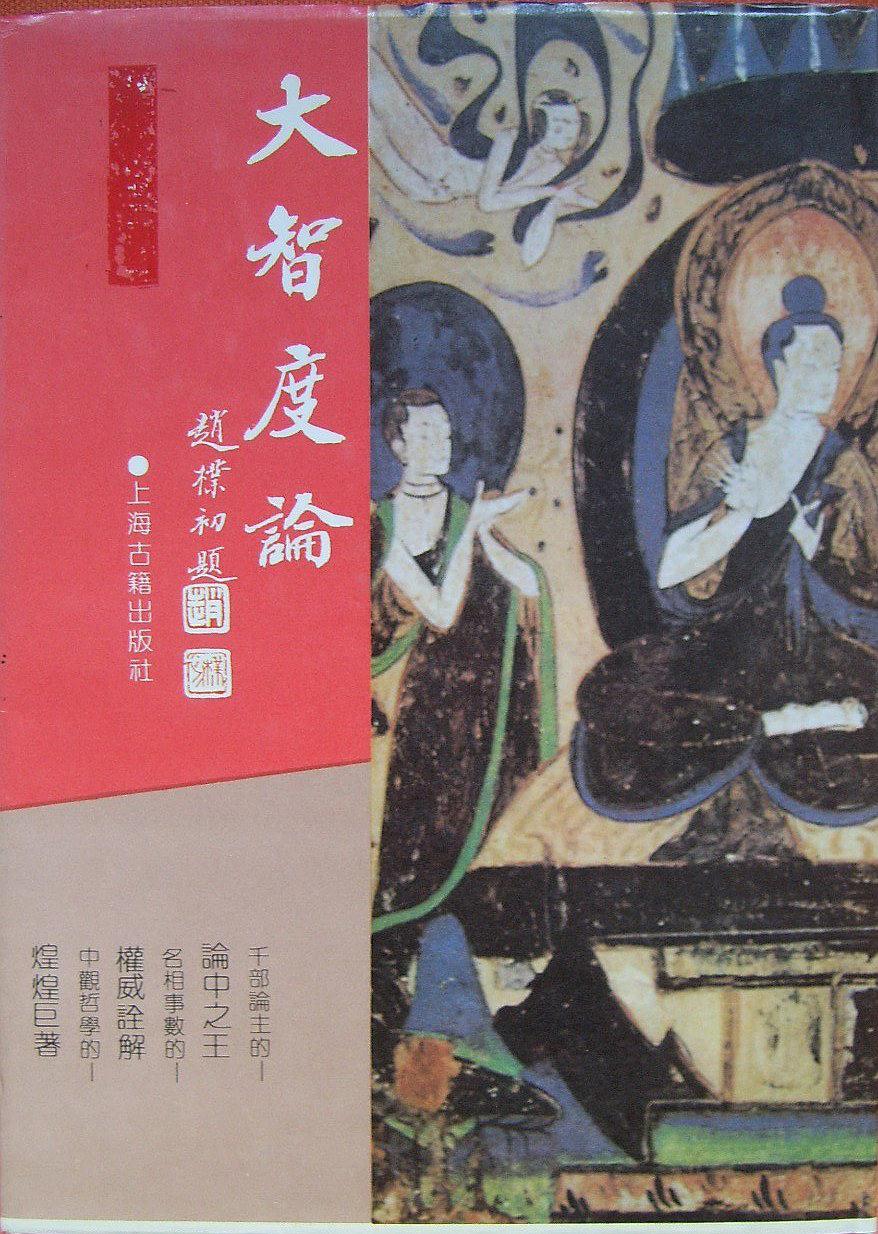 大智度論
趙樸初題
上海古籍出版社
千部論主的—
論中之王
名相事數的—
權威詮解
中觀哲學的—
煌煌巨著